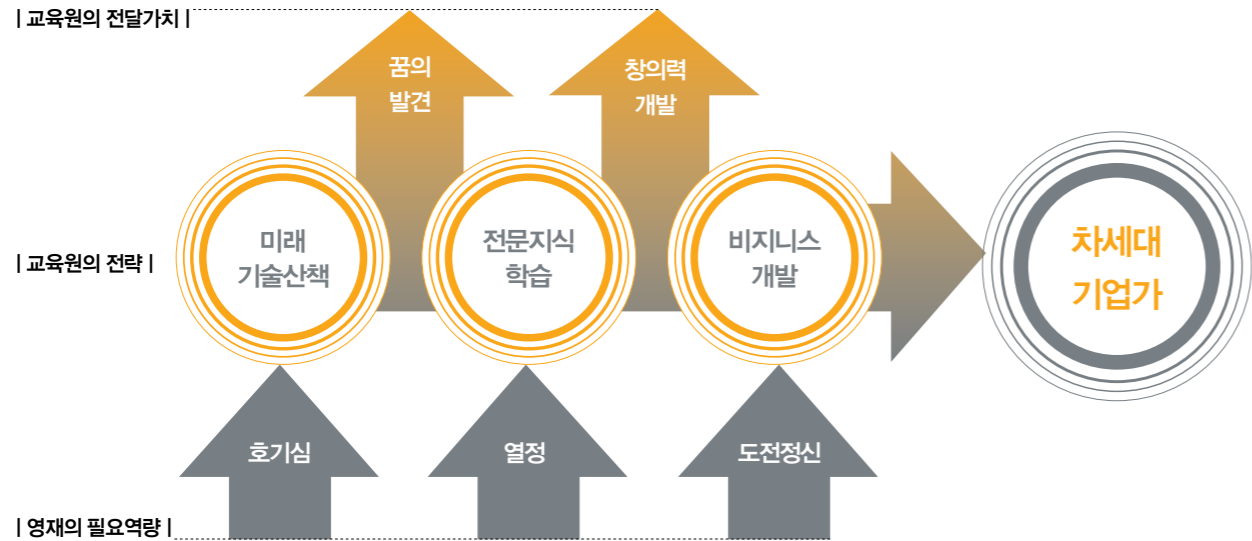 | 교육원의 전달가치 |
꿈의
발견
창의력
개발
| 교육원의 전략 |
미래
기술산책
전문지식
학습
비지니스
개발
차세대
기업가
호기심
열정
도전정신
| 영재의 필요역량 |